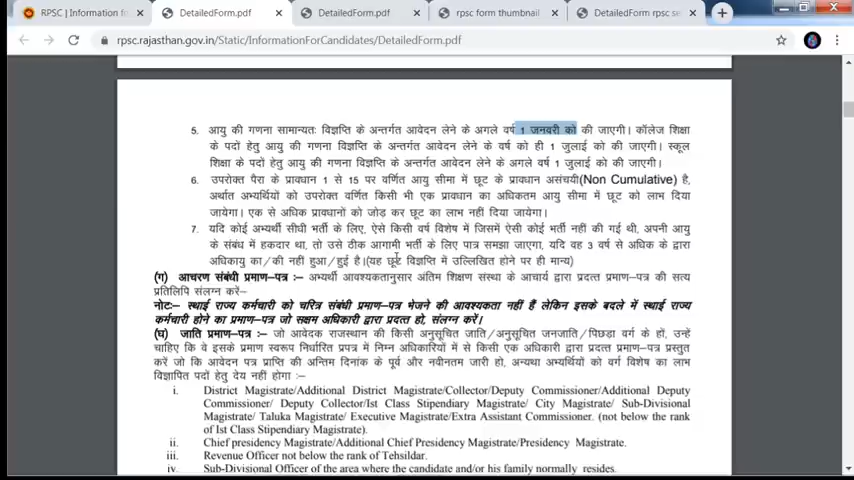 RPSC | Information f
DetailedForm.pdf
DetailedForm.pdf
rpsc form thumbnail
DetailedForm rpsc se
rpsc.rajasthan.gov.in/Static/InformationForCandidates/DetailedForm.pdf
5. आयु की गणना सामान्यतः विज्ञप्ति के अन्तर्गत आवेदन लेने के अगले वर्ष 1 जनवरी को की जाएगी। कॉलेज शिक्षा
के पदों हेतु आयु की गणना विज्ञप्ति के अन्तर्गत आवेदन लेने के वर्ष को ही 1 जुलाई को की जाएगी। स्कूल
शिक्षा के पदों हेतु आयु की गणना विज्ञप्ति के अन्तर्गत आवेदन लेने के अगले वर्ष 1 जुलाई को की जाएगी।
6. उपरोक्त पैरा के प्रावधान 1 से 15 पर वर्णित आयु सीमा में छूट के प्रावधान असंचयी(Non Cumulative) है,
अर्थात अभ्यर्थियों को उपरोक्त वर्णित किसी भी एक प्रावधान का अधिकतम आयु सीमा में छूट का लाभ दिया
जायेगा। एक से अधिक प्रावधानों को जोड़ कर छूट का लाभ नहीं दिया जायेगा।
7. यदि कोई अभ्यर्थी सीधी भर्ती के लिए, ऐसे किसी वर्ष विशेष में जिसमें ऐसी कोई भर्ती नहीं की गई थी, अपनी आयु
के संबंध में हकदार था, तो उसे ठीक आगामी भर्ती के लिए पात्र समझा जाएगा, यदि वह 3 वर्ष से अधिक के द्वारा
अधिकायु का/की नहीं हुआ/हुई है।(यह छूट विज्ञप्ति में उल्लिखित होने पर ही मान्य)
(ग) आचरण संबंधी प्रमाण–पत्र :– अभ्यर्थी आवश्यकतानुसार अंतिम शिक्षण संस्था के आचार्य द्वारा प्रदत्त प्रमाण–पत्र की सत्य
प्रतिलिपि संलग्न करें–
नोटः– स्थाई राज्य कर्मचारी को चरित्र संबंधी प्रमाण–पत्र भेजने की आवश्यकता नहीं हैं लेकिन इसके बदले में स्थाई राज्य
कर्मचारी होने का प्रमाण–पत्र जो सक्षम अधिकारी द्वारा प्रदत्त हो, संलग्न करें।
(घ) जाति प्रमाण–पत्र :– जो आवेदक राजस्थान की किसी अनुसूचित जाति/अनुसूचित जनजाति/पिछड़ा वर्ग के हों, उन्हें
चाहिए कि वे इसके प्रमाण स्वरूप निर्धारित प्रपत्र में निम्न अधिकारियों में से किसी एक अधिकारी द्वारा प्रदत्त प्रमाण–पत्र प्रस्तुत
करें जो कि आवेदन पत्र प्राप्ति की अन्तिम दिनांक के पूर्व और नवीनतम जारी हो, अन्यथा अभ्यर्थियों को वर्ग विशेष का लाभ
विज्ञापित पदों हेतु देय नहीं होगा :–
i. District Magistrate/Additional District Magistrate/Collector/Deputy Commissioner/Additional Deputy
Commissioner/ Deputy Collector/Ist Class Stipendiary Magistrate/ City Magistrate/ Sub-Divisional
Magistrate/ Taluka Magistrate/ Executive Magistrate/Extra Assistant Commissioner. (not below the rank
of Ist Class Stipendiary Magistrate).
ii. Chief presidency Magistrate/Additional Chief Presidency Magistrate/Presidency Magistrate.
iii. Revenue Officer not below the rank of Tehsildar.
iv. Sub-Divisional Officer of the area where the candidate and/or his family normally resides.